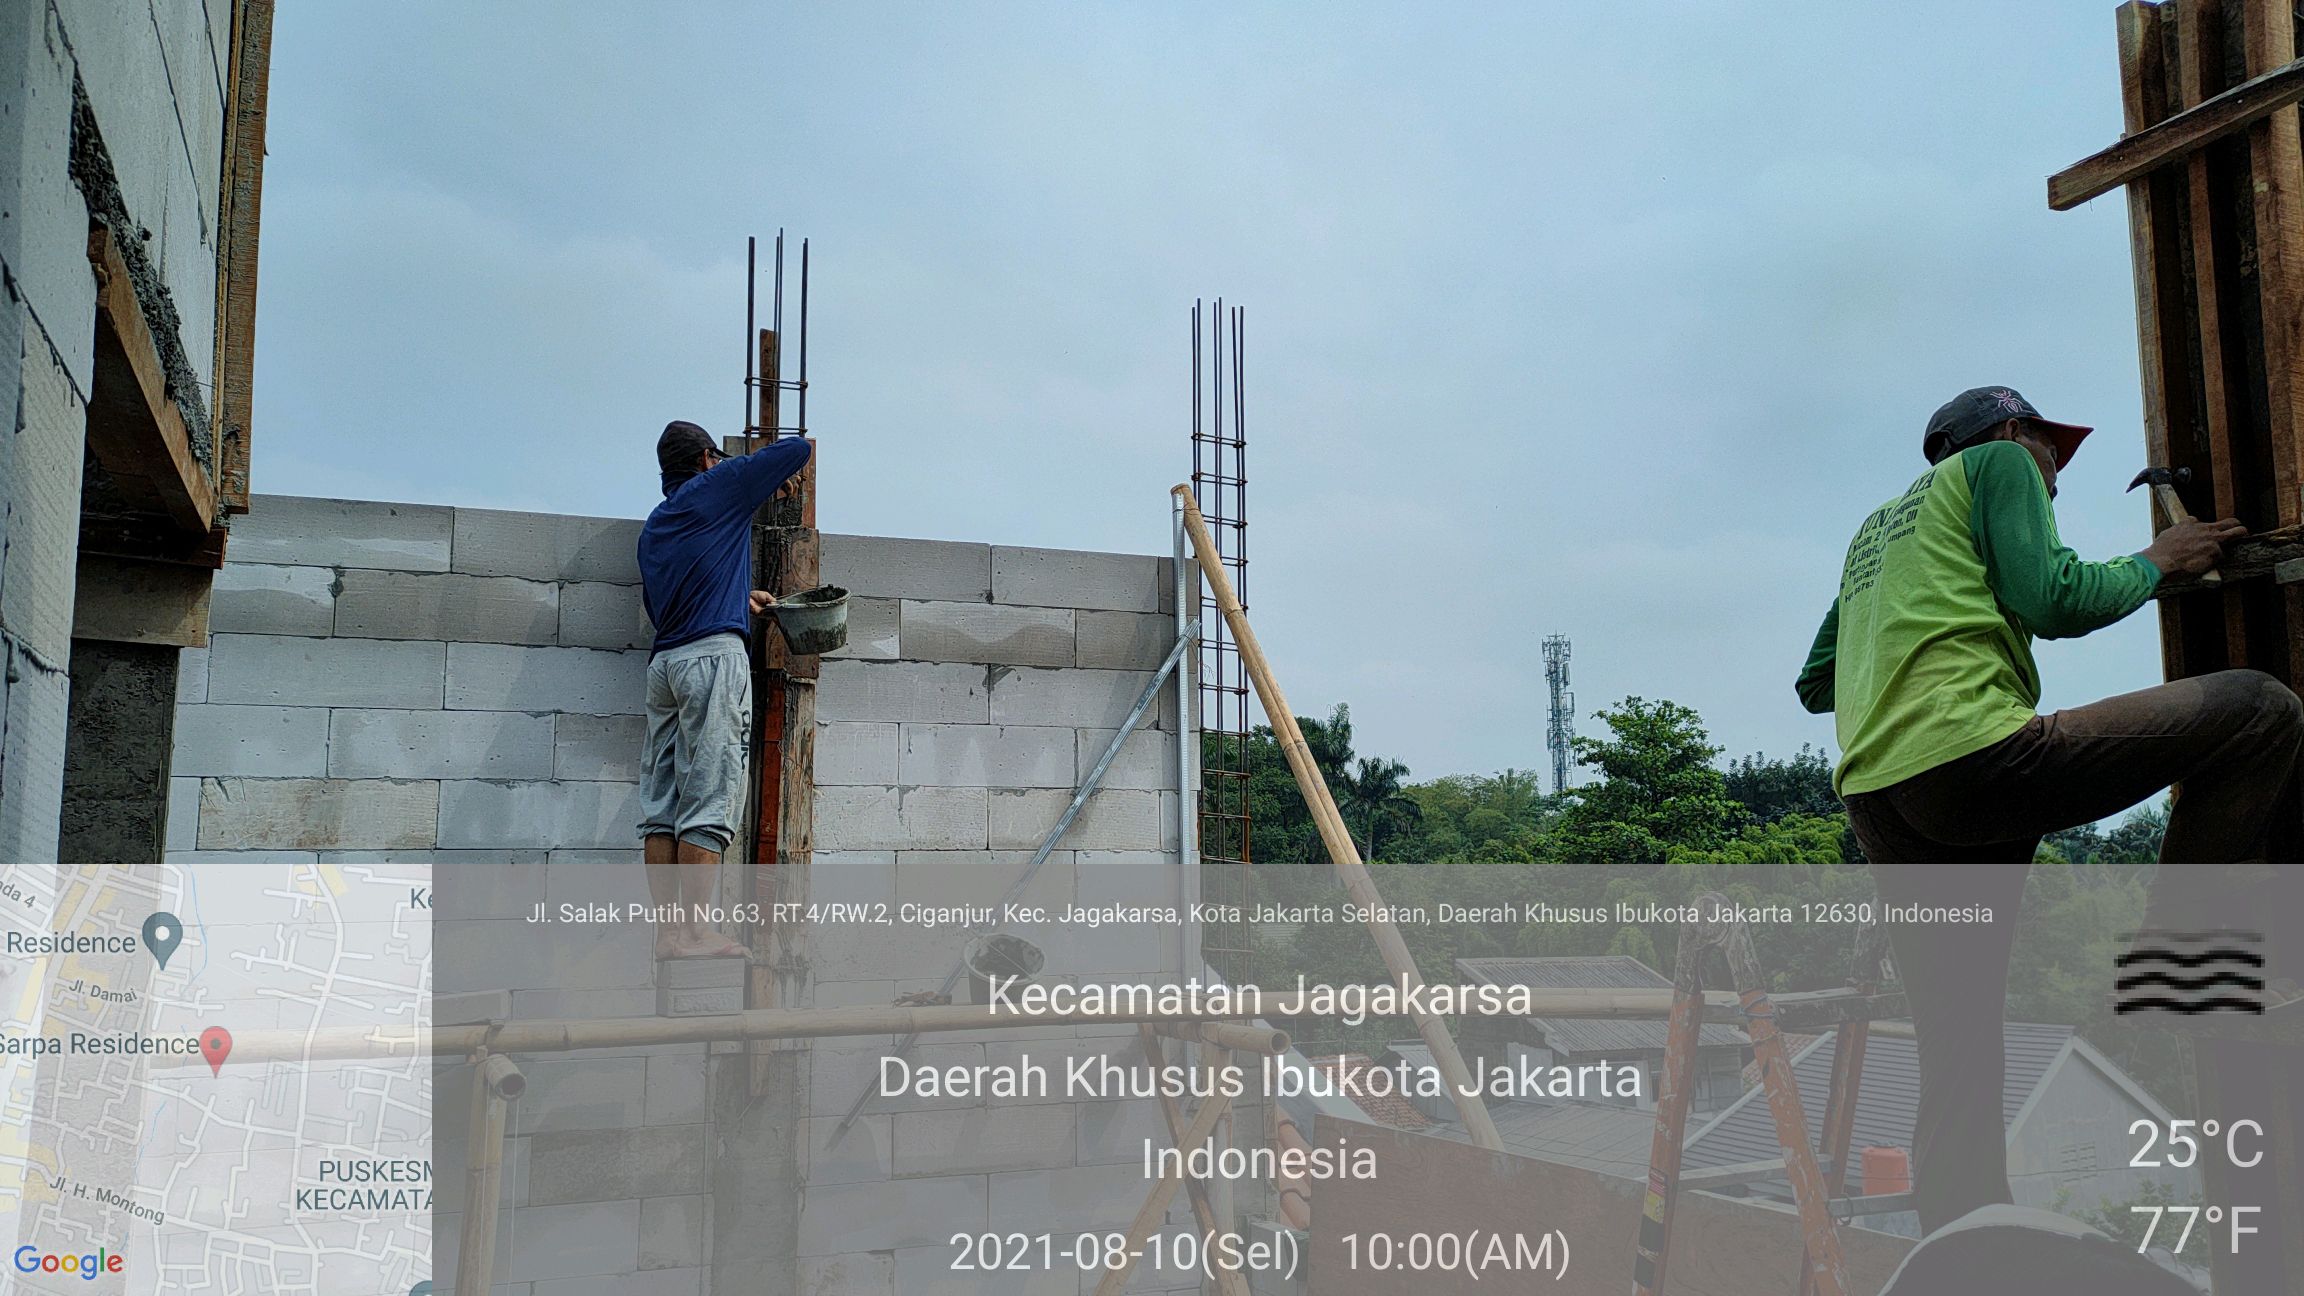 Jl. Salak Putih No.63, RT.4/RW.2, Ciganjur, Kec. Jagakarsa, Kota Jakarta Selatan, Daerah Khusus Ibukota Jakarta 12630, Indonesia
Kecamatan Jagakarsa
Daerah Khusus Ibukota Jakarta
Indonesia
2021-08-10(Sel) 10:00(AM)
25°C
77°F
Residence
Jl. Damai
Sarpa Residence
PUSKESM
KECAMATA
Jl. H. Montong
Google